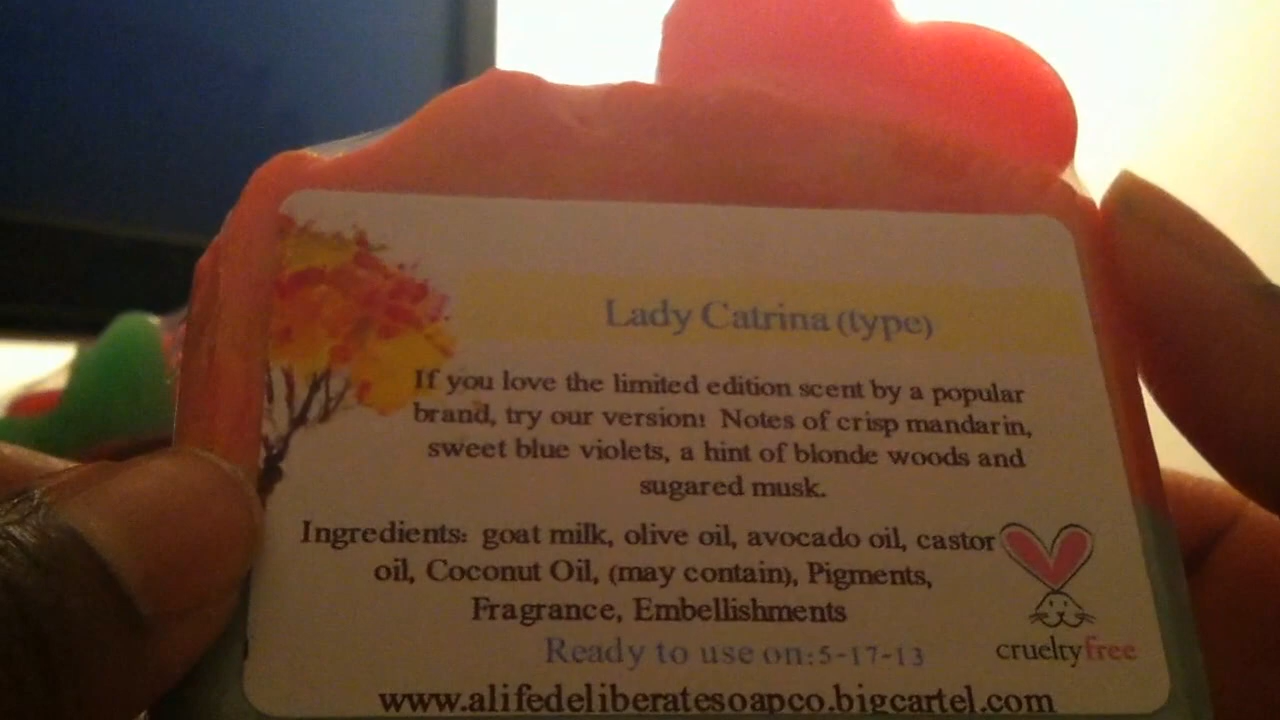 Lady Catrina (type)
If you love the limited edition scent by a popular
brand, try our version! Notes of crisp mandarin,
sweet blue violets, a hint of blonde woods and
sugared musk.
Ingredients: goat milk, olive oil, avocado oil, castor
oil, Coconut Oil, (may contain), Pigments,
Fragrance, Embellishments
Ready to use on:5-17-13
crueltyfree
www.alifedeliberatesoapco.bigcartel.com